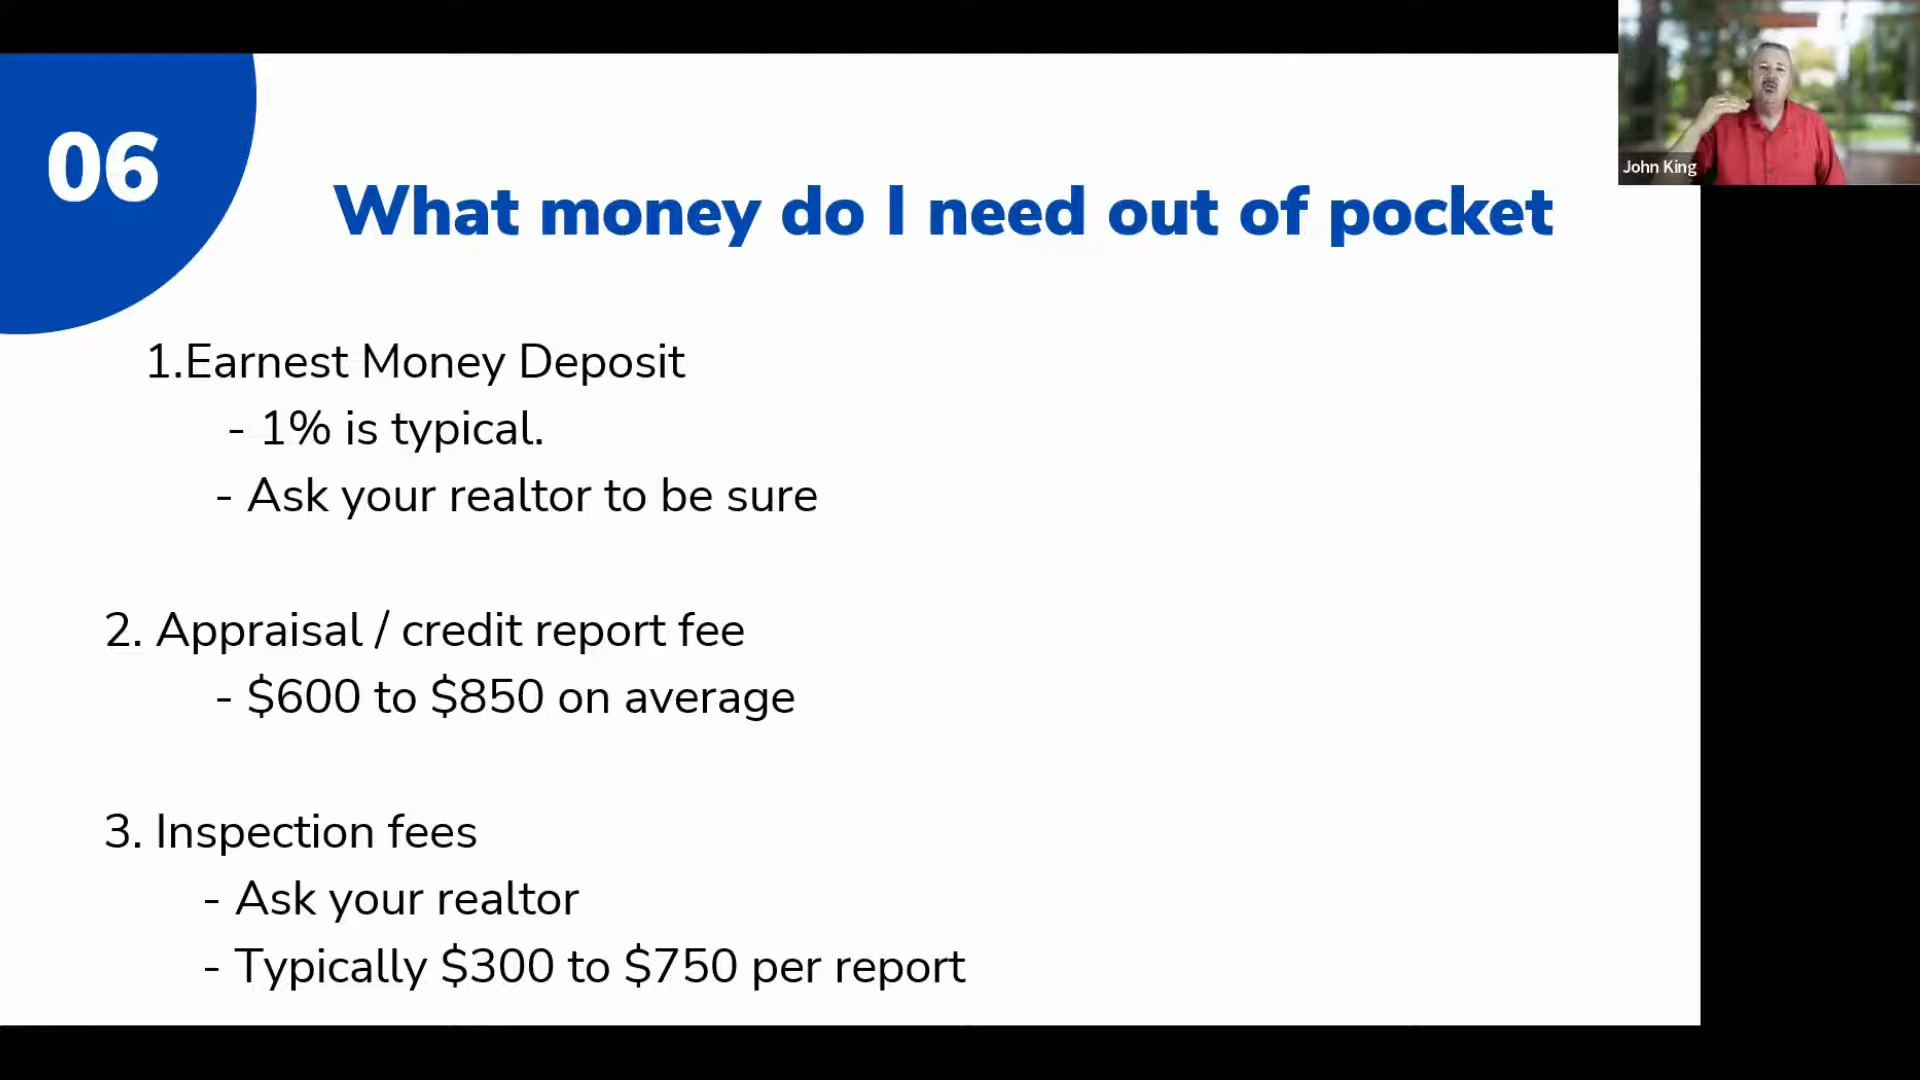 06
What money do I need out of pocket
John King
1.Earnest Money Deposit
- 1% is typical.
- Ask your realtor to be sure
2. Appraisal / credit report fee
- $600 to $850 on average
3. Inspection fees
- Ask your realtor
- Typically $300 to $750 per report